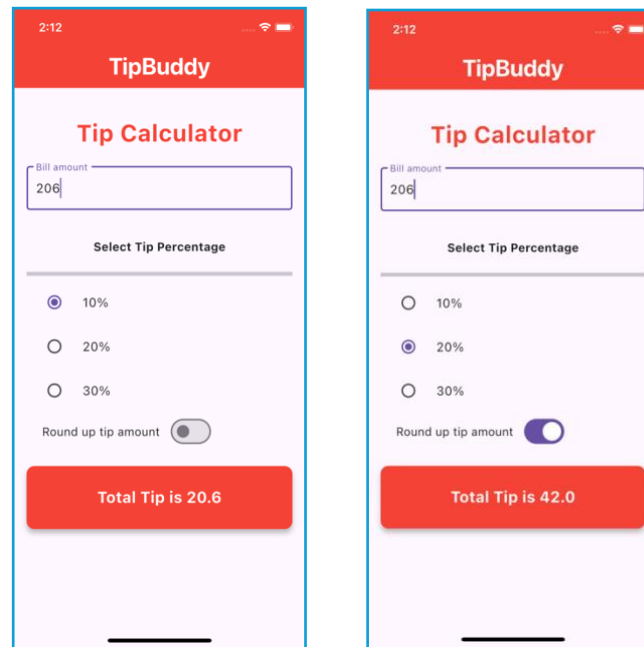 2:12
TipBuddy
Tip Calculator
Bill amount
206
Select Tip Percentage
10%
20%
30%
Round up tip amount
Total Tip is 20.6
2:12
TipBuddy
Tip Calculator
Bill amount
206
Select Tip Percentage
10%
20%
30%
Round up tip amount
Total Tip is 42.0